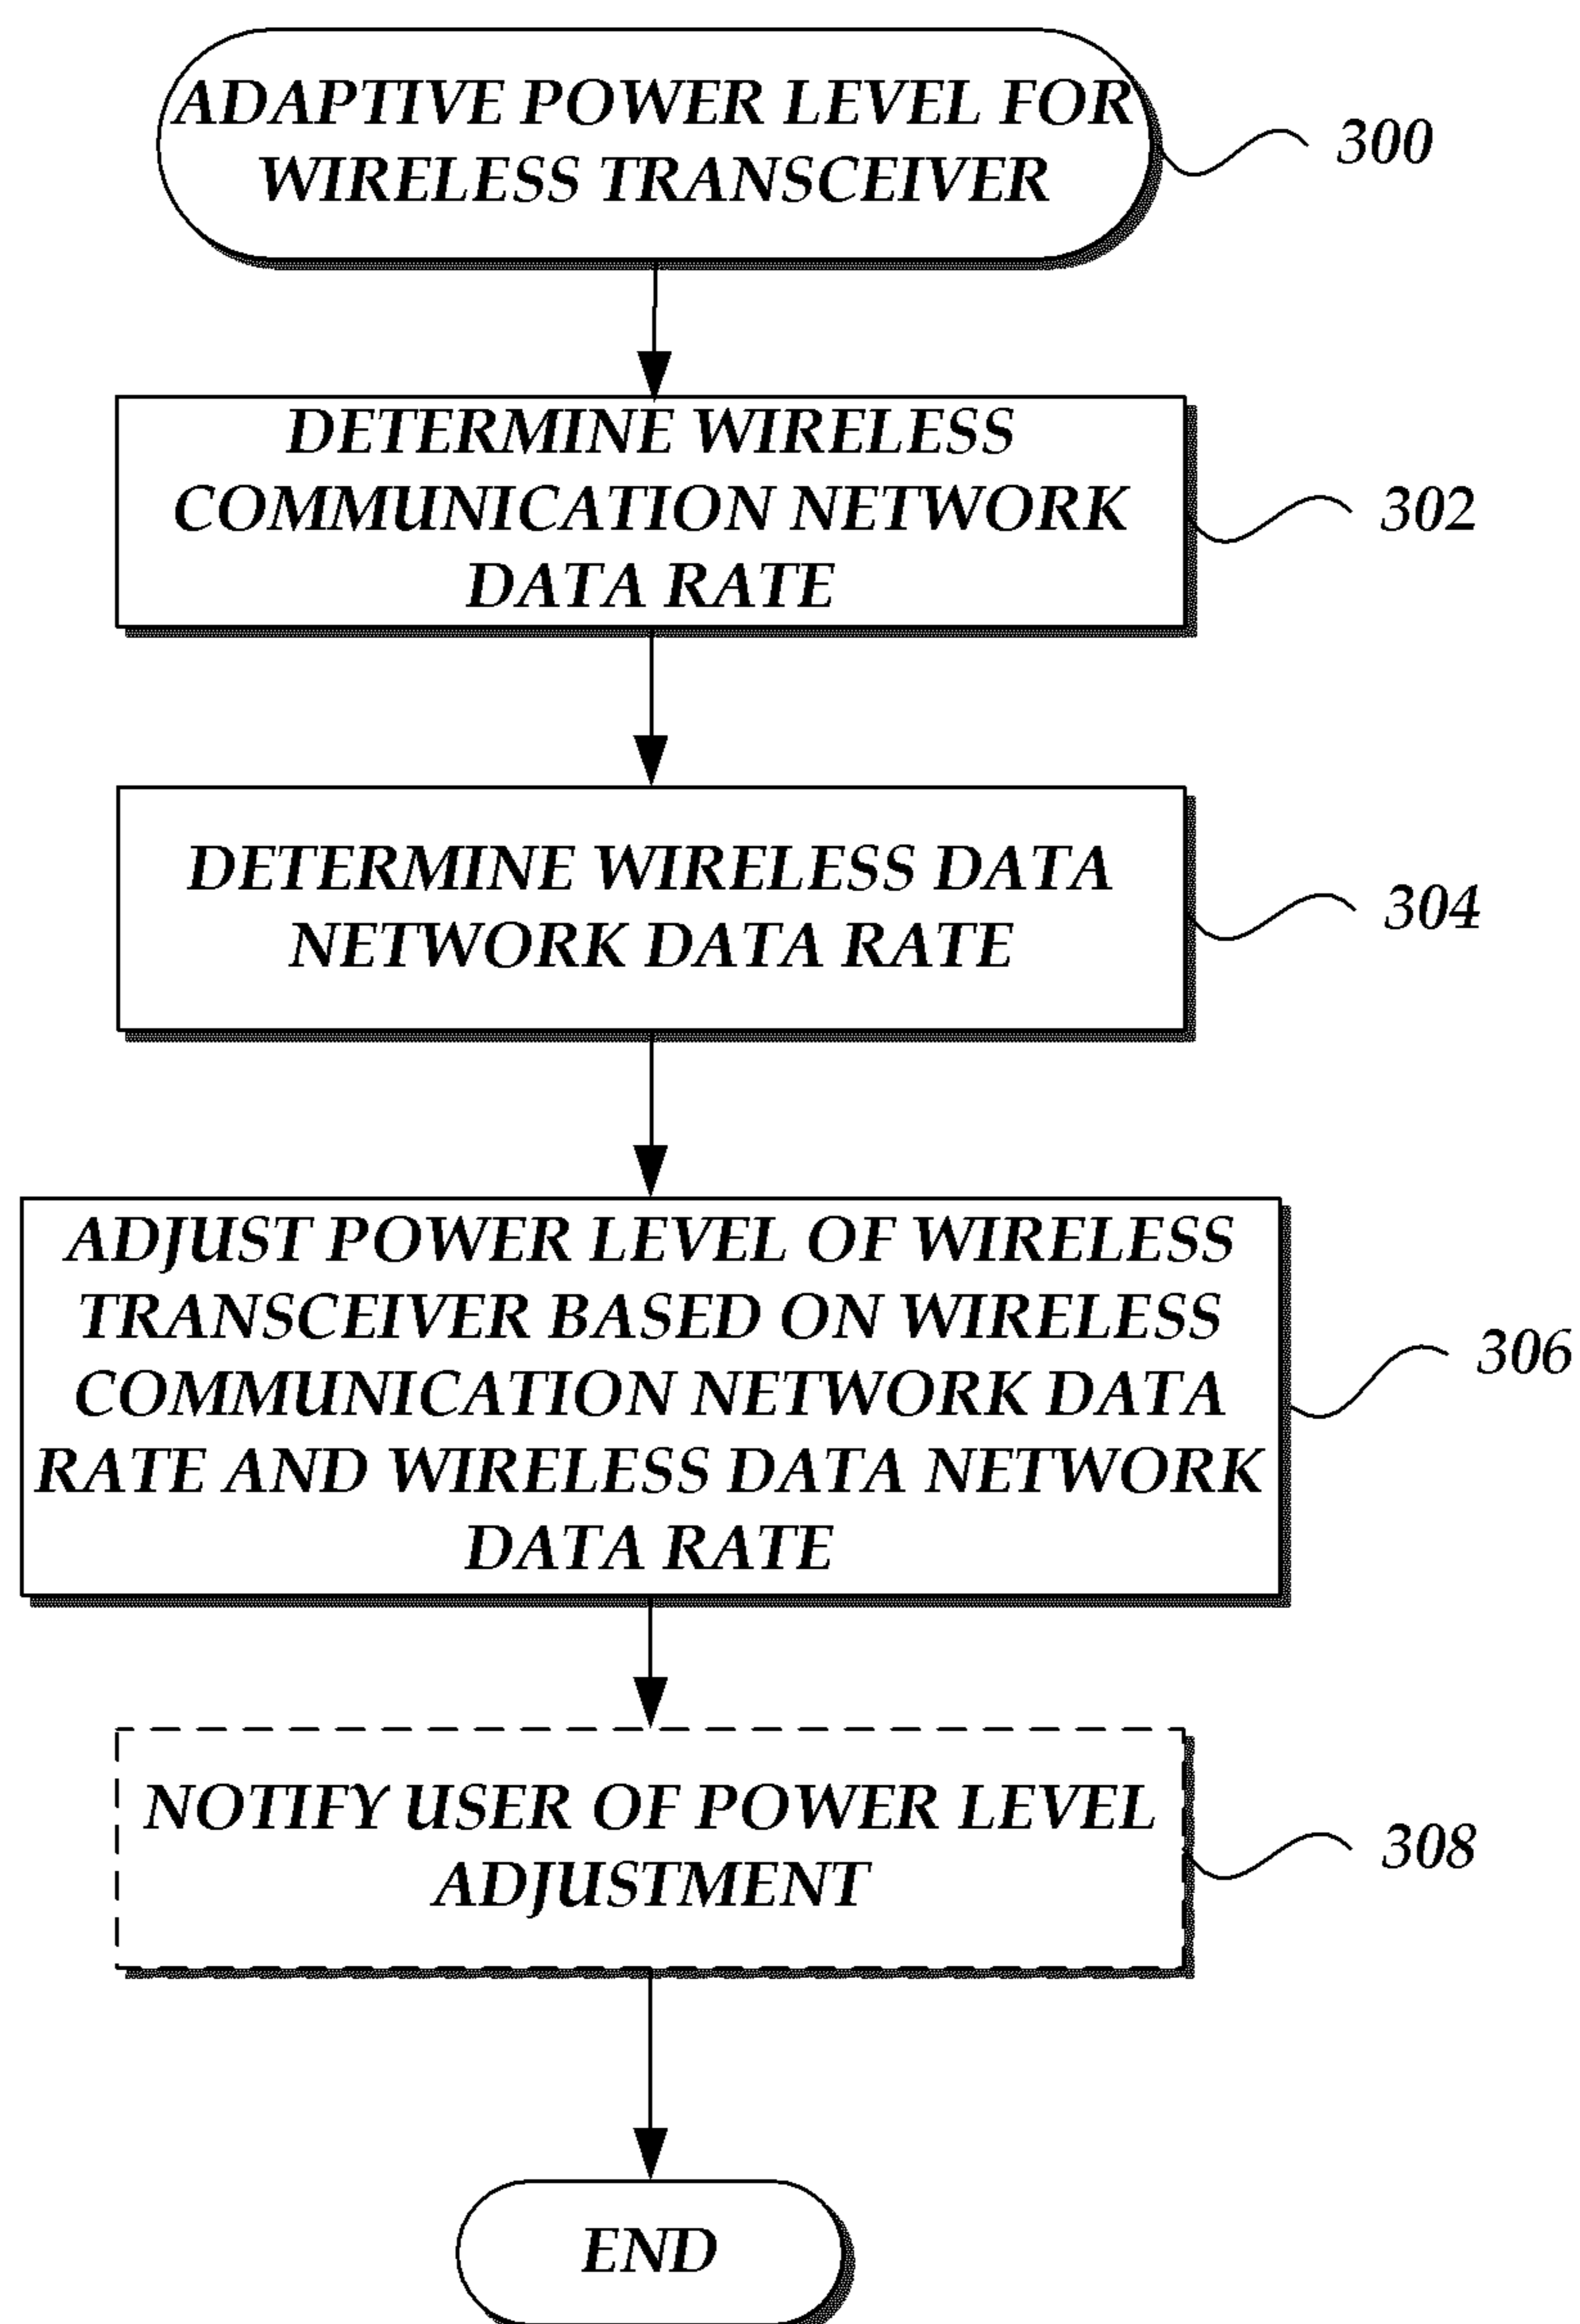 ADAPTIVE POWER LEVEL FOR
WIRELESS TRANSCEIVER
300
DETERMINE WIRELESS
COMMUNICATION NETWORK
DATA RATE
302
DETERMINE WIRELESS DATA
NETWORK DATA RATE
304
ADJUST POWER LEVEL OF WIRELESS
TRANSCEIVER BASED ON WIRELESS
COMMUNICATION NETWORK DATA
RATE AND WIRELESS DATA NETWORK
DATA RATE
306
NOTIFY USER OF POWER LEVEL
ADJUSTMENT
308
END